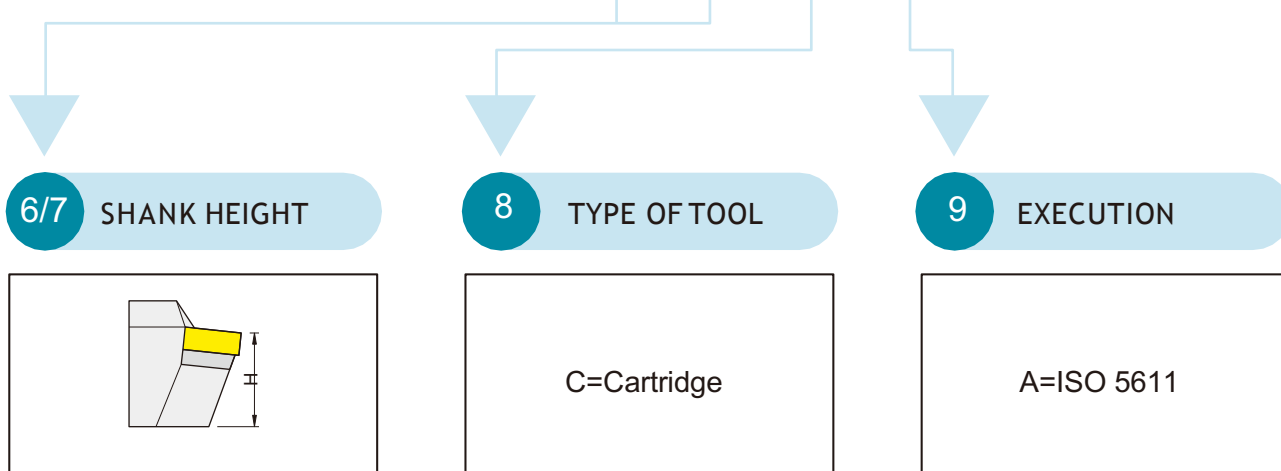 6/7 SHANK HEIGHT
8 TYPE OF TOOL
9 EXECUTION
H
C=Cartridge
A=ISO 5611